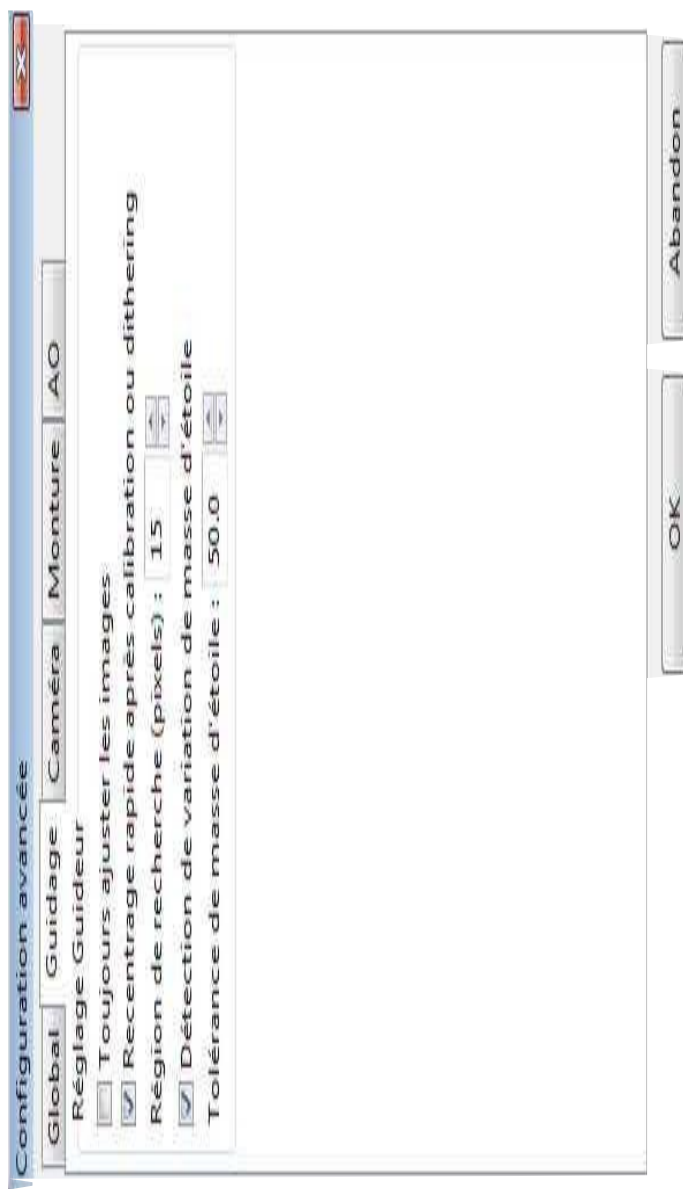 Configuration avancée
Global Guidage Caméra Monture AO
Réglage Guideur
Toujours ajuster les images
Recentrage rapide après calibration ou dithering
Région de recherche (pixels) : 15
Détection de variation de masse d'étoile
Tolérance de masse d'étoile : 50.0
OK Abandon